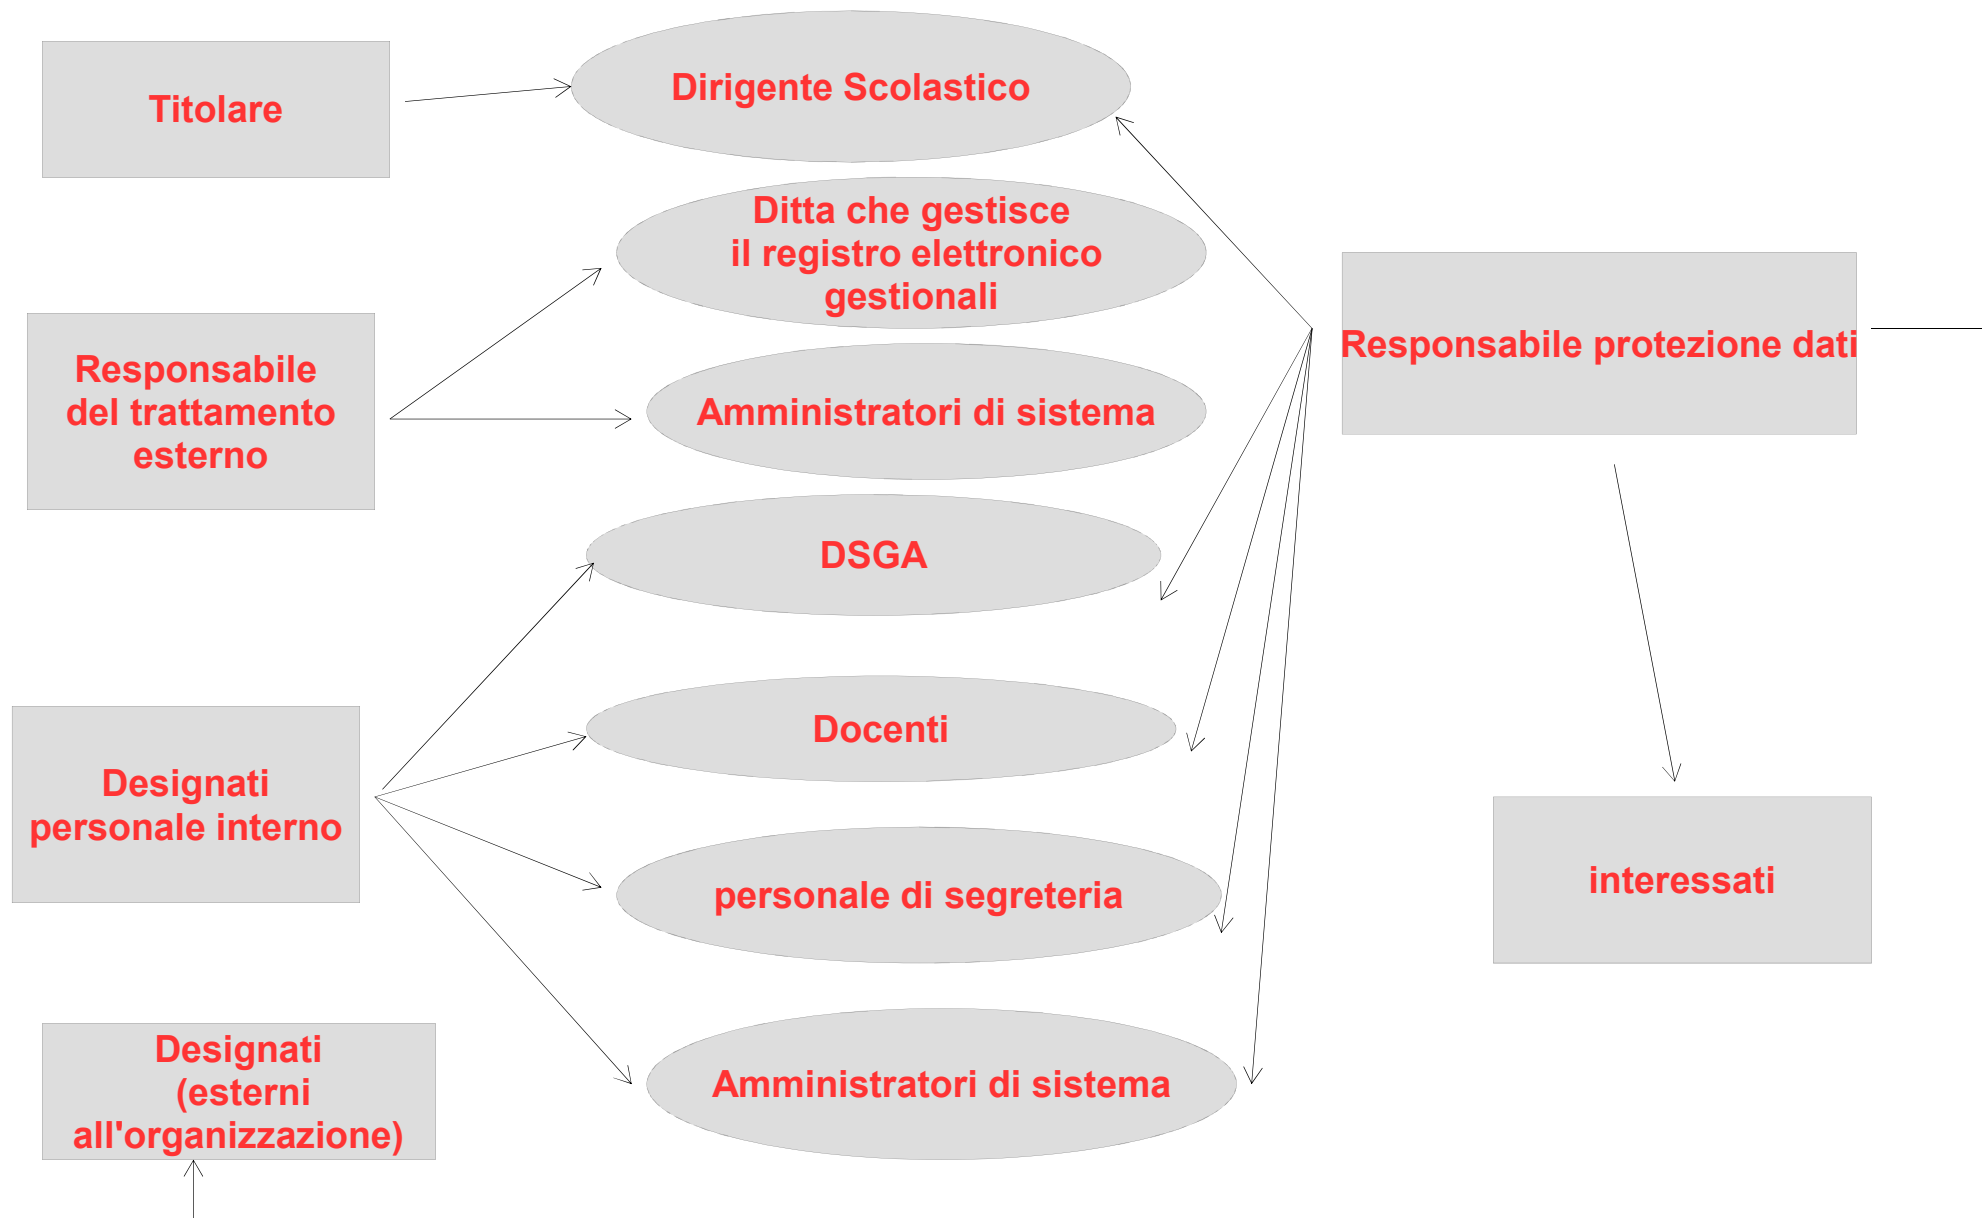 Titolare
Dirigente Scolastico
Ditta che gestisce
il registro elettronico
gestionali
Responsabile
del trattamento
esterno
Amministratori di sistema
Responsabile protezione dati
DSGA
Designati
personale interno
Docenti
personale di segreteria
interessati
Designati
(esterni
all'organizzazione)
Amministratori di sistema